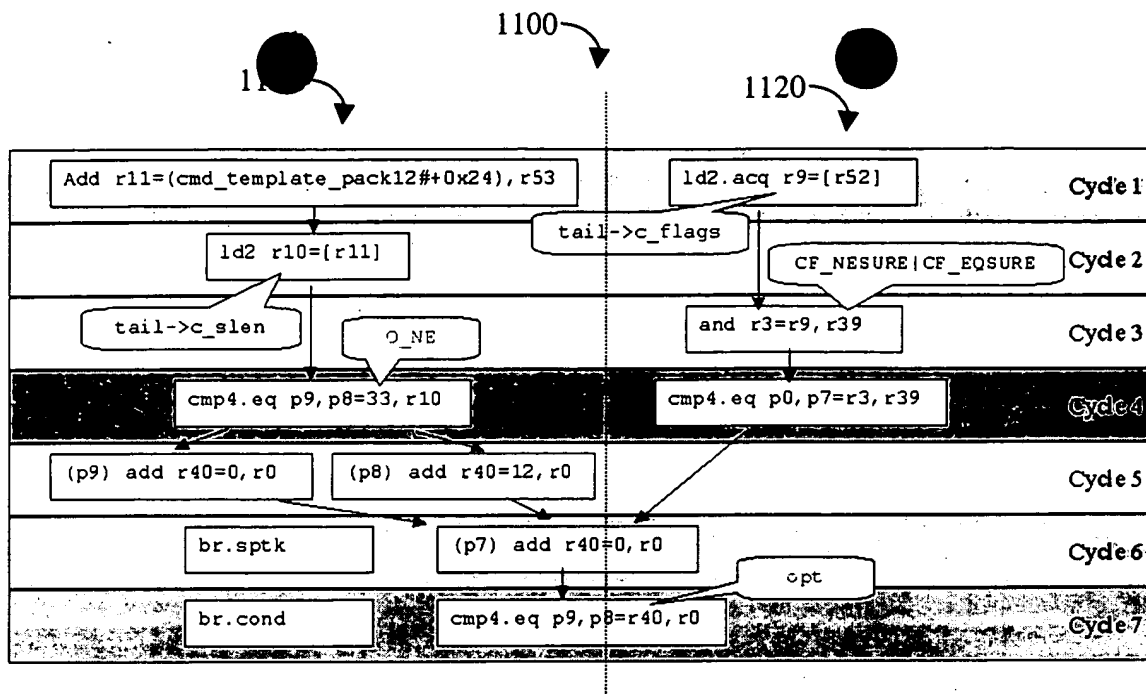 1100
1120
Add r11=(cmd_template_pack12#+0x24),r53
ld2.acq r9=[r52]
Cycle 1
tail->c_flags
ld2 r10=[r11]
CF_NESURE|CF_EQSURE
Cycle 2
tail->c_slen
O_NE
and r3=r9,r39
Cycle 3
cmp4.eq p9,p8=33,r10
cmp4.eq p0,p7=r3,r39
Cycle 4
(p9) add r40=0,r0
(p8) add r40=12,r0
Cycle 5
br.sptk
(p7) add r40=0,r0
Cycle 6
opt
br.cond
cmp4.eq p9,p8=r40,r0
Cycle 7